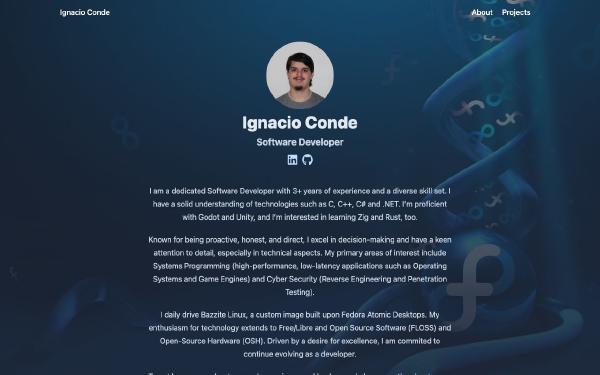 Ignacio Conde
About Projects
Ignacio Conde
Software Developer
I am a dedicated Software Developer with 3+ years of experience and a diverse skill set. I
have a solid understanding of technologies such as C, C++, C# and .NET. I'm proficient
with Godot and Unity, and I'm interested in learning Zig and Rust, too.
Known for being proactive, honest, and direct, I excel in decision-making and have a keen
attention to detail, especially in technical aspects. My primary areas of interest include
Systems Programming (high-performance, low-latency applications such as Operating
Systems and Game Engines) and Cyber Security (Reverse Engineering and Penetration
Testing).
I daily drive Bazzite Linux, a custom image built upon Fedora Atomic Desktops. My
enthusiasm for technology extends to Free/Libre and Open Source Software (FLOSS) and
Open-Source Hardware (OSH). Driven by a desire for excellence, I am commited to
continue evolving as a developer.